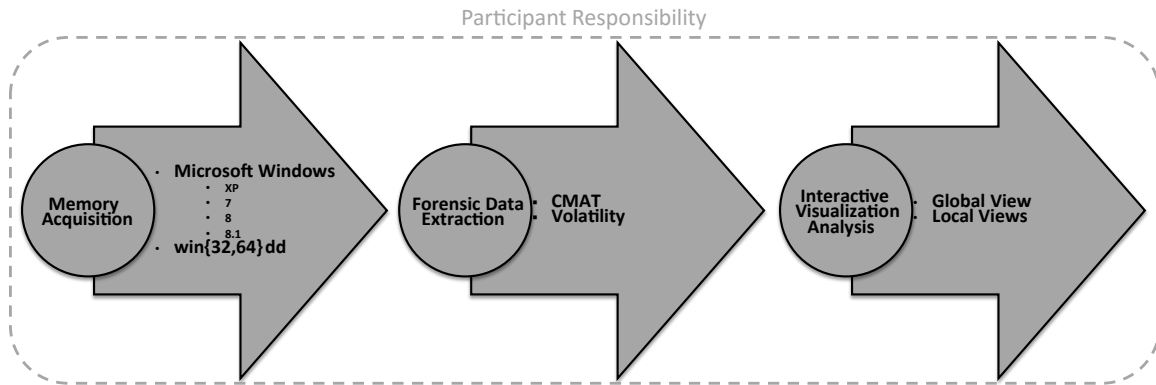 Participant Responsibility
Memory
Acquisition
• Microsoft Windows
• XP
• 7
• 8
• 8.1
• win{32,64}dd
Forensic Data
Extraction
▪ CMAT
▪ Volatility
Interactive
Visualization
Analysis
▪ Global View
▪ Local Views